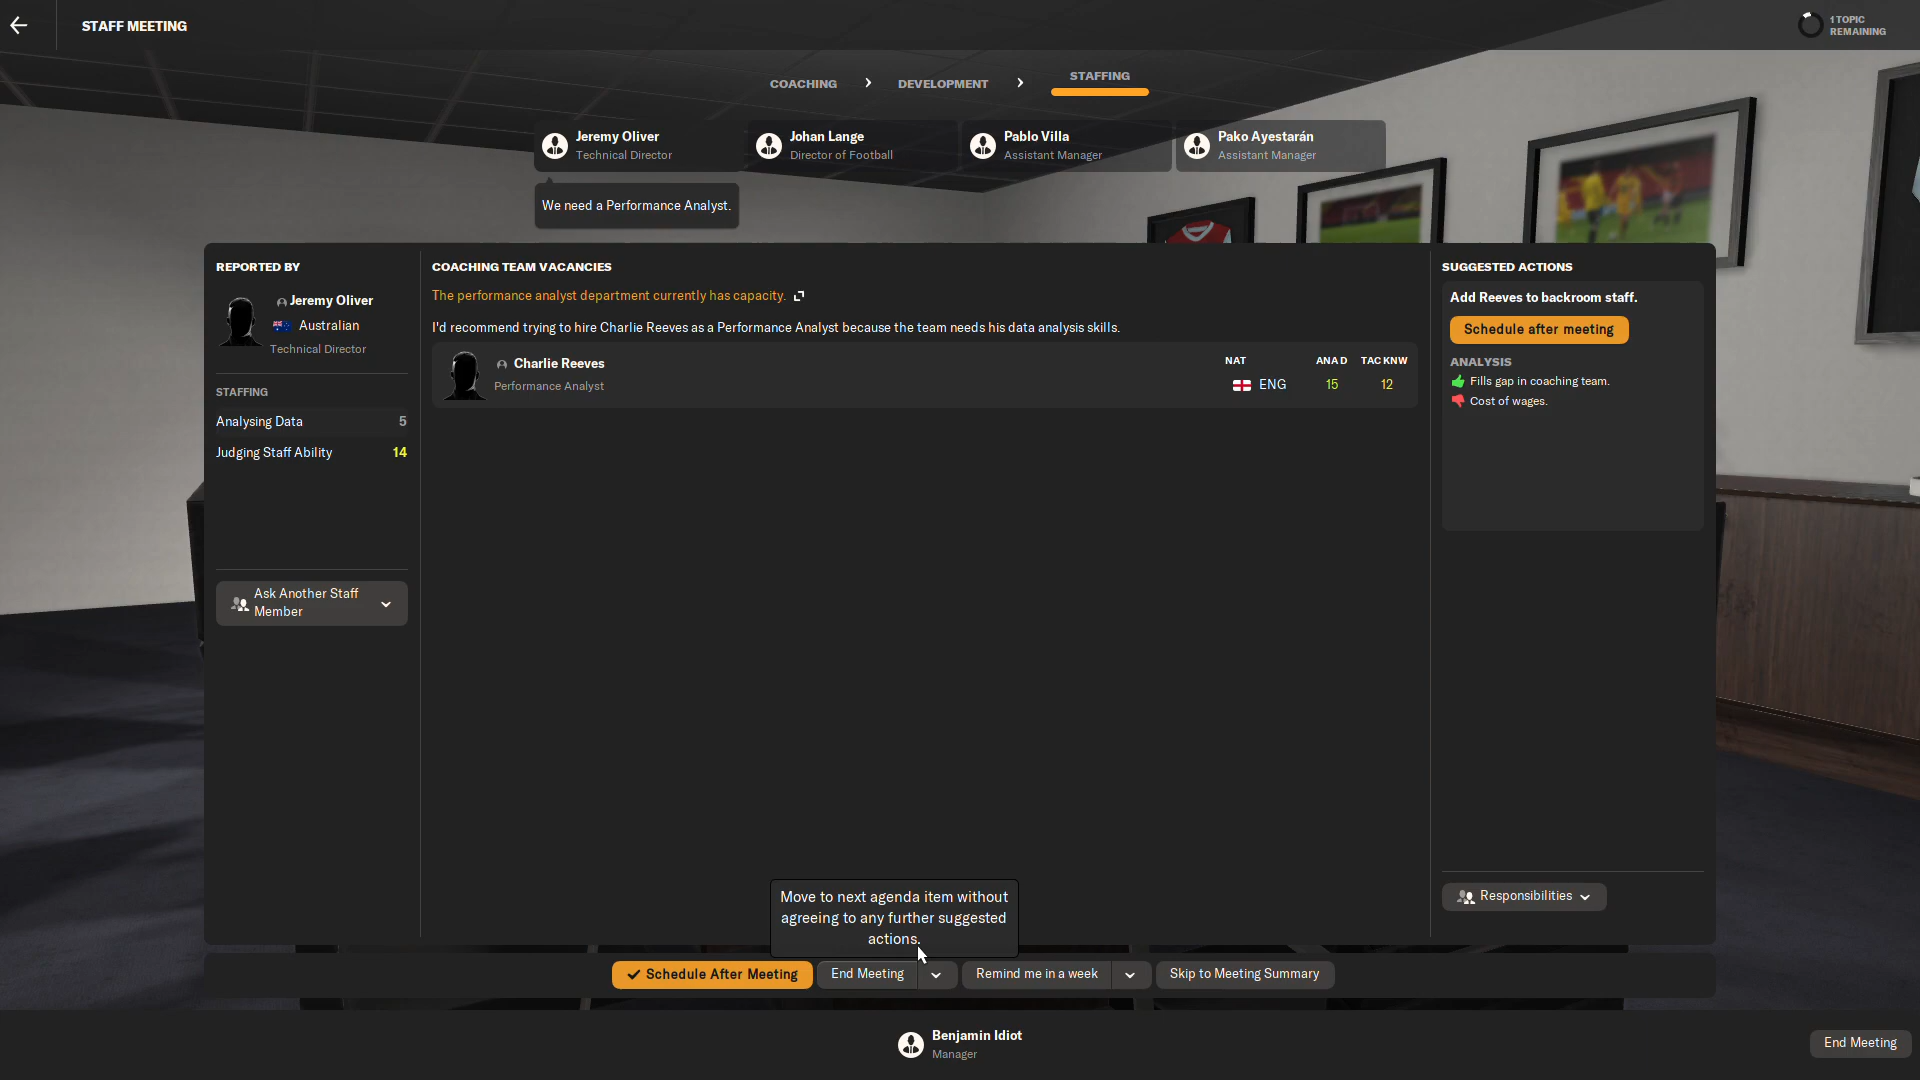 STAFF MEETING
1 TOPIC
REMAINING
COACHING
DEVELOPMENT
STAFFING
Jeremy Oliver
Technical Director
Johan Lange
Director of Football
Pablo Villa
Assistant Manager
Pako Ayestarán
Assistant Manager
We need a Performance Analyst.
REPORTED BY
Jeremy Oliver
Australian
Technical Director
STAFFING
Analysing Data 5
Judging Staff Ability 14
Ask Another Staff
Member
COACHING TEAM VACANCIES
The performance analyst department currently has capacity.
I'd recommend trying to hire Charlie Reeves as a Performance Analyst because the team needs his data analysis skills.
Charlie Reeves
Performance Analyst
NAT ANA D TAC KNW
ENG 15 12
SUGGESTED ACTIONS
Add Reeves to backroom staff.
Schedule after meeting
ANALYSIS
Fills gap in coaching team.
Cost of wages.
Responsibilities
Move to next agenda item without
agreeing to any further suggested
actions.
Schedule After Meeting
End Meeting
Remind me in a week
Skip to Meeting Summary
Benjamin Idiot
Manager
End Meeting